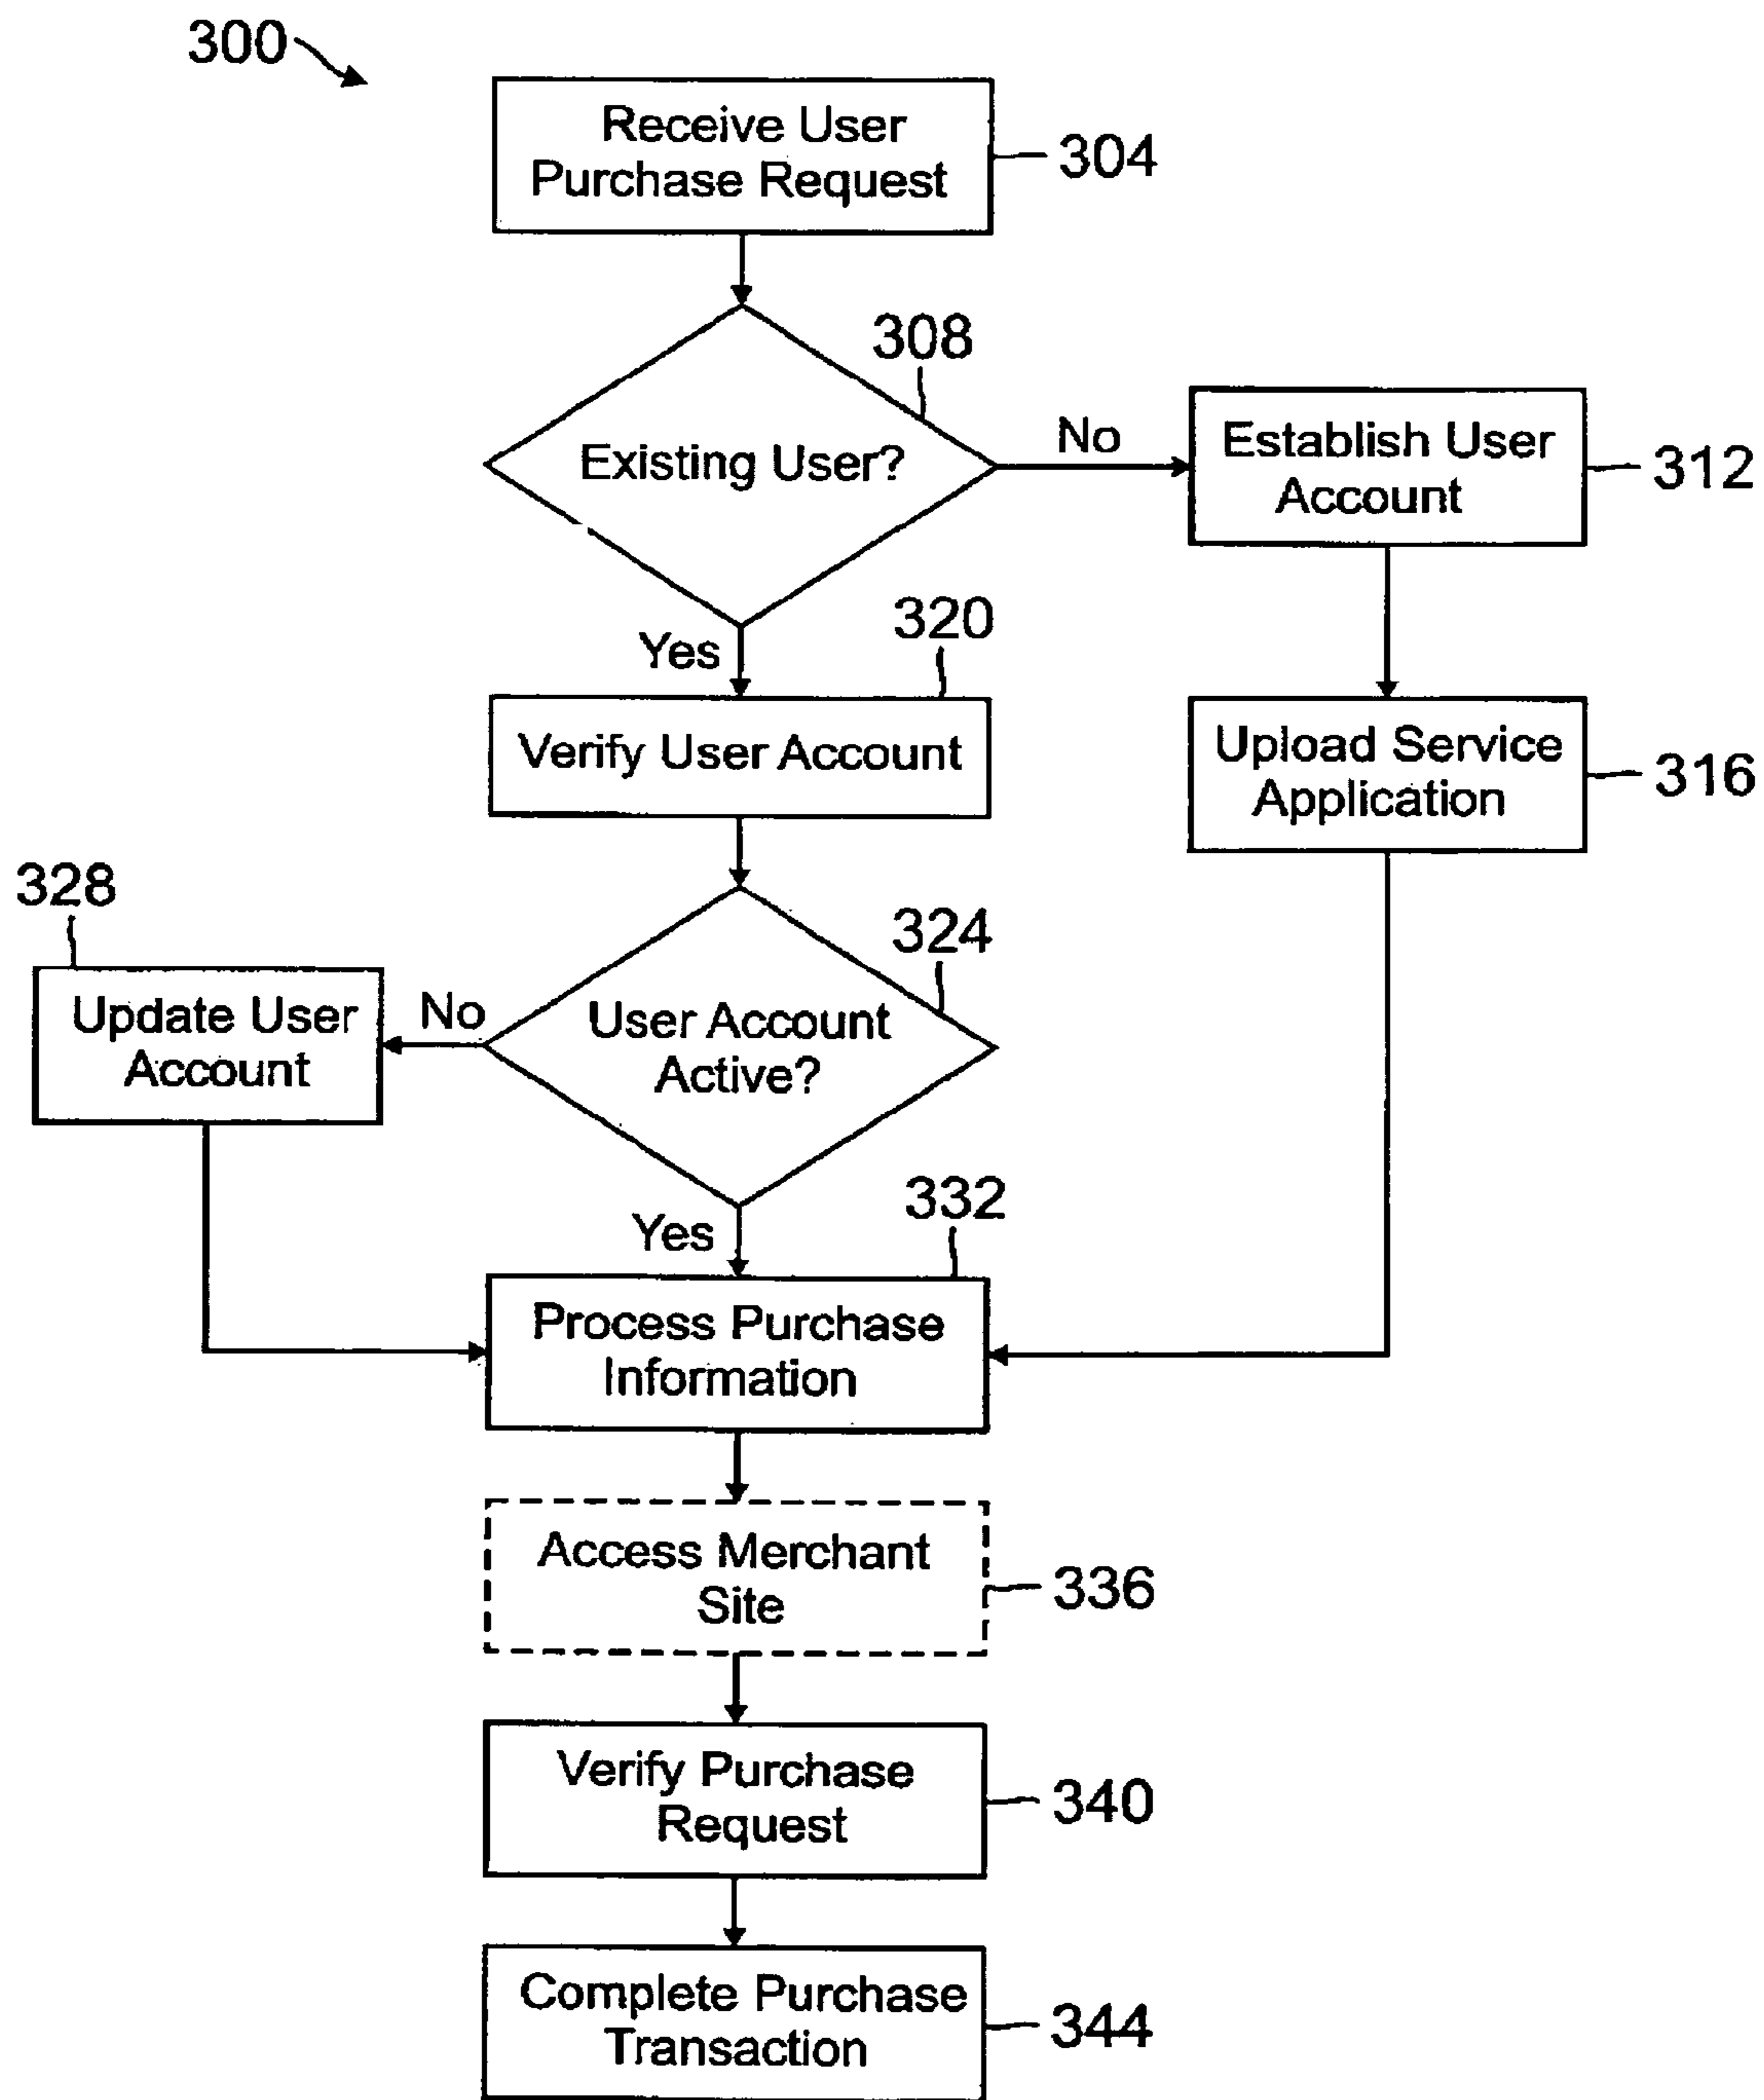 300
Receive User
Purchase Request
304
308
Existing User?
No
Establish User
Account
312
Yes
320
Verify User Account
Upload Service
Application
316
328
324
Update User
Account
No
User Account
Active?
Yes
332
Process Purchase
Information
Access Merchant
Site
336
Verify Purchase
Request
340
Complete Purchase
Transaction
344